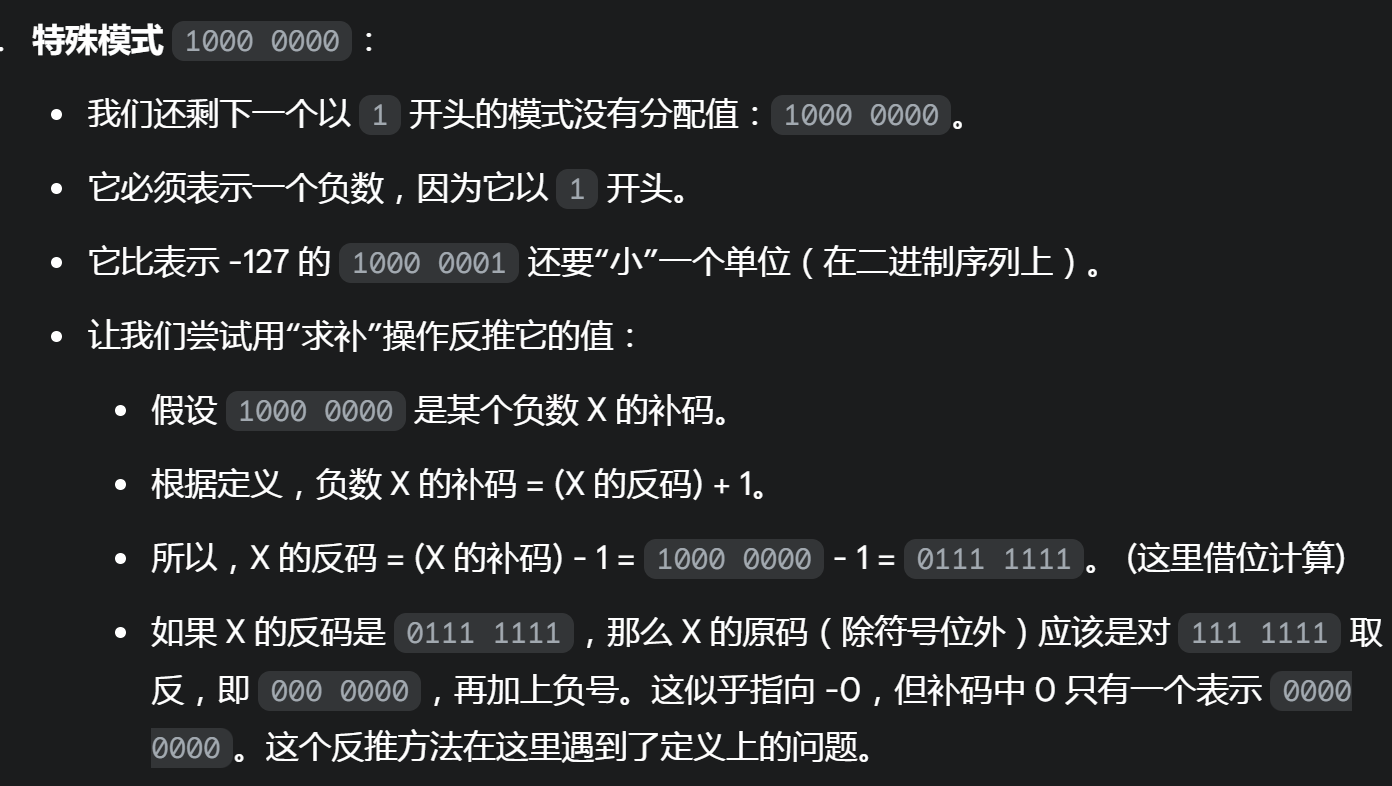 . 特殊模式 1000 0000 ：
• 我们还剩下一个以 1 开头的模式没有分配值：1000 0000。
• 它必须表示一个负数，因为它以 1 开头。
• 它比表示 -127 的 1000 0001 还要“小”一个单位（在二进制序列上）。
• 让我们尝试用“求补”操作反推它的值：
• 假设 1000 0000 是某个负数 X 的补码。
• 根据定义，负数 X 的补码 = (X 的反码) + 1。
• 所以，X 的反码 = (X 的补码) - 1 = 1000 0000 - 1 = 0111 1111。 (这里借位计算)
• 如果 X 的反码是 0111 1111，那么 X 的原码（除符号位外）应该是对 111 1111 取
反，即 000 0000，再加上负号。这似乎指向 -0，但补码中 0 只有一个表示 0000
0000。这个反推方法在这里遇到了定义上的问题。